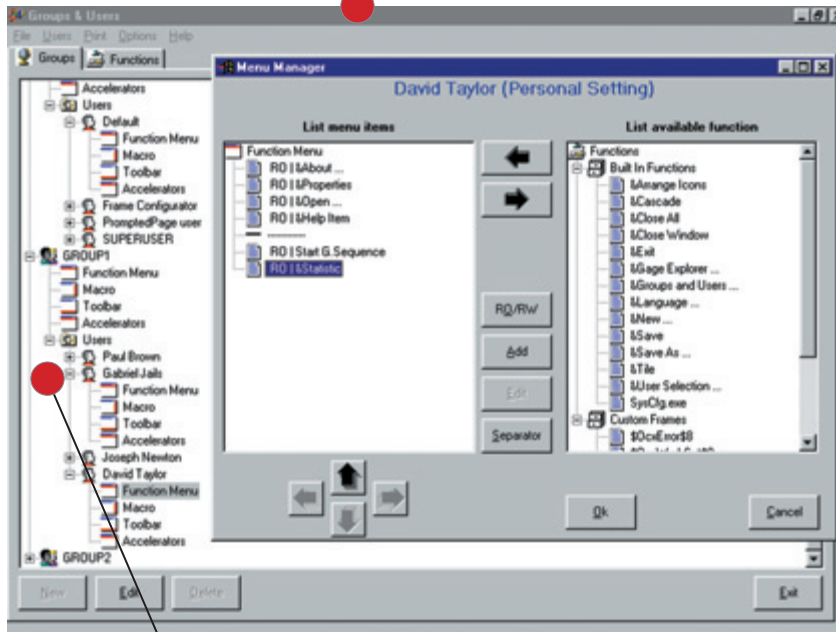 Groups & Users
File Users Print Options Help
Groups Functions
Accelerators
Users
Default
Function Menu
Macro
Toolbar
Accelerators
Frame Configurator
PromptedPage user
SUPERUSER
GROUP1
Function Menu
Macro
Toolbar
Accelerators
Users
Paul Brown
Gabriel Jails
Function Menu
Macro
Toolbar
Accelerators
Joseph Newton
David Taylor
Function Menu
Macro
Toolbar
Accelerators
GROUP2
New Edit Delete Exit
Menu Manager
David Taylor (Personal Setting)
List menu items
Function Menu
RO | &About ...
RO | &Properties
RO | &Open ...
RO | &Help Item
RO | Start G.Sequence
RO | &Statistic
RO/RW
Add
Edit
Separator
List available function
Functions
Built In Functions
&Arrange Icons
&Cascade
&Close All
&Close Window
&Exit
&Gage Explorer ...
&Groups and Users ...
&Language ...
&New ...
&Save
&Save As ...
&Tile
&User Selection ...
SysCfg.exe
Custom Frames
$OcxError$8
Ok Cancel